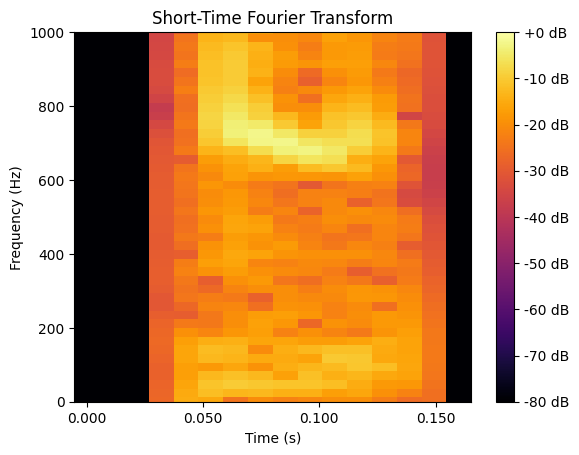 Short-Time Fourier Transform
1000
800
600
400
200
0
Frequency (Hz)
0.000
0.050
0.100
0.150
Time (s)
+0 dB
-10 dB
-20 dB
-30 dB
-40 dB
-50 dB
-60 dB
-70 dB
-80 dB